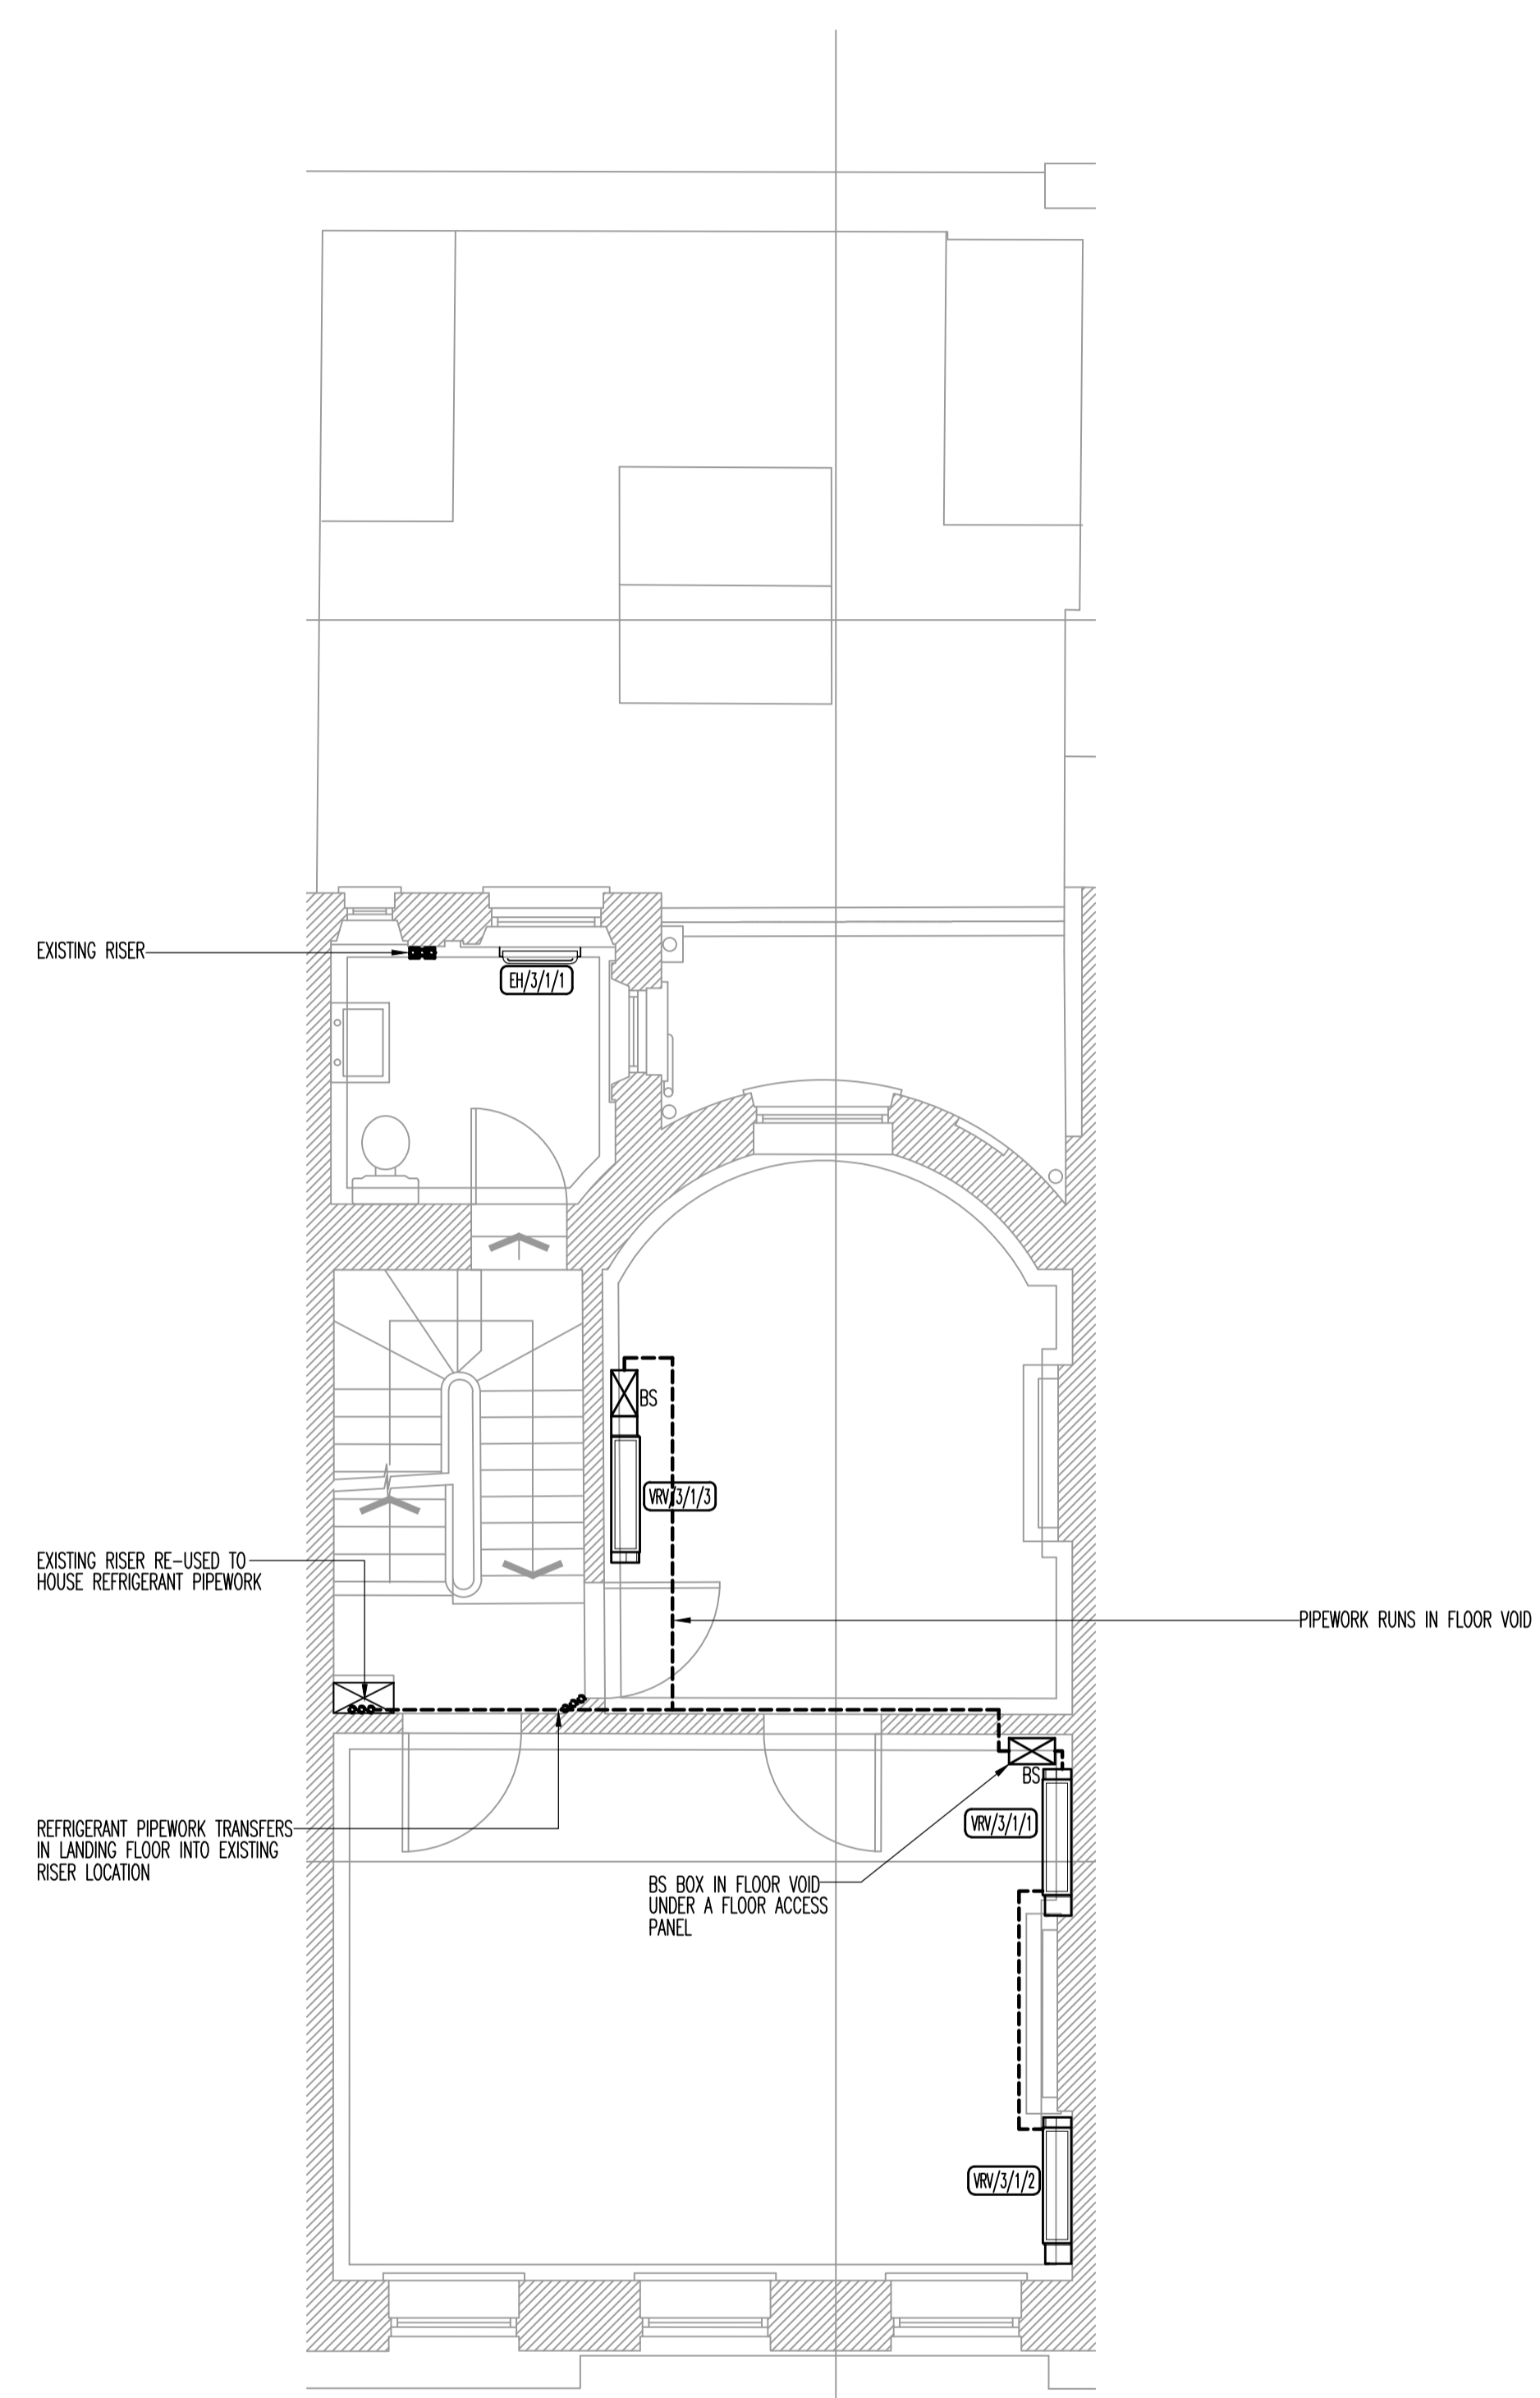 EXISTING RISER
EH/3/1/1
BS
VRV/3/1/3
EXISTING RISER RE-USED TO
HOUSE REFRIGERANT PIPEWORK
PIPEWORK RUNS IN FLOOR VOID
BS
VRV/3/1/1
REFRIGERANT PIPEWORK TRANSFERS
IN LANDING FLOOR INTO EXISTING
RISER LOCATION
BS BOX IN FLOOR VOID
UNDER A FLOOR ACCESS
PANEL
VRV/3/1/2